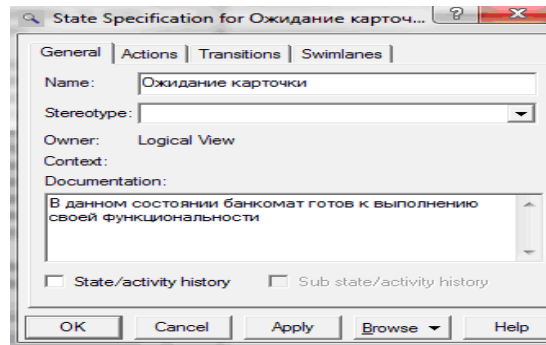 State Specification for Ожидание карточ...
General Actions Transitions Swimlanes
Name: Ожидание карточки
Stereotype:
Owner: Logical View
Context:
Documentation:
В данном состоянии банкомат готов к выполнению
своей функциональности
State/activity history Sub state/activity history
OK Cancel Apply Browse Help